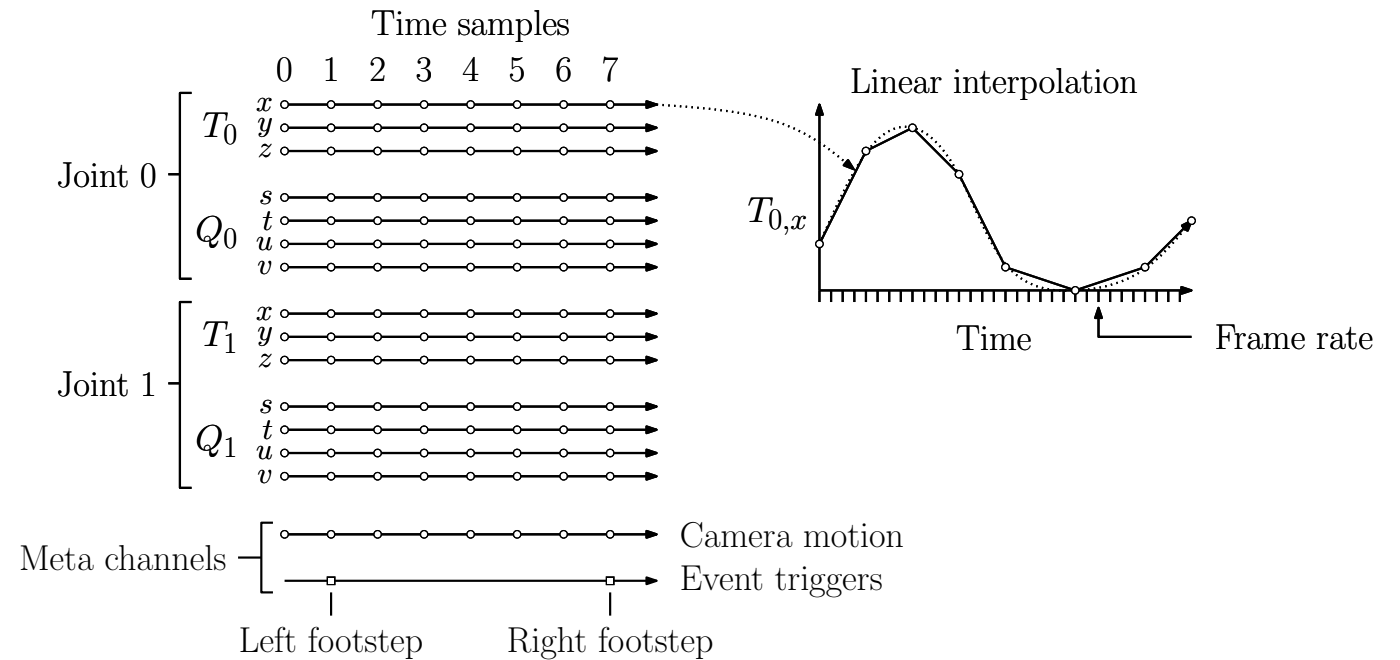 Time samples
0 1 2 3 4 5 6 7
Linear interpolation
Joint 0
T0
x
y
z
Q0
s
t
u
v
T0,x
Time
Frame rate
Joint 1
T1
x
y
z
Q1
s
t
u
v
Meta channels
Camera motion
Event triggers
Left footstep
Right footstep